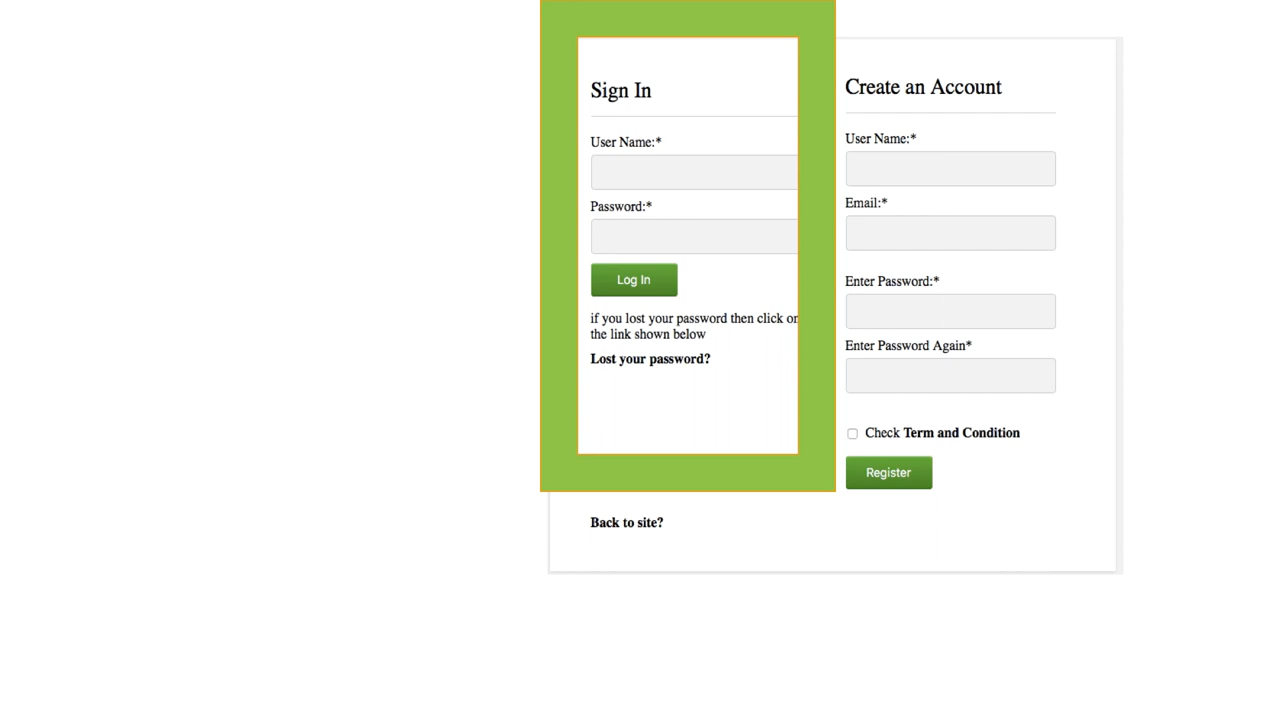 Sign In
User Name:*
Password:*
Log In
if you lost your password then click on
the link shown below
Lost your password?
Create an Account
User Name:*
Email:*
Enter Password:*
Enter Password Again*
Check Term and Condition
Register
Back to site?